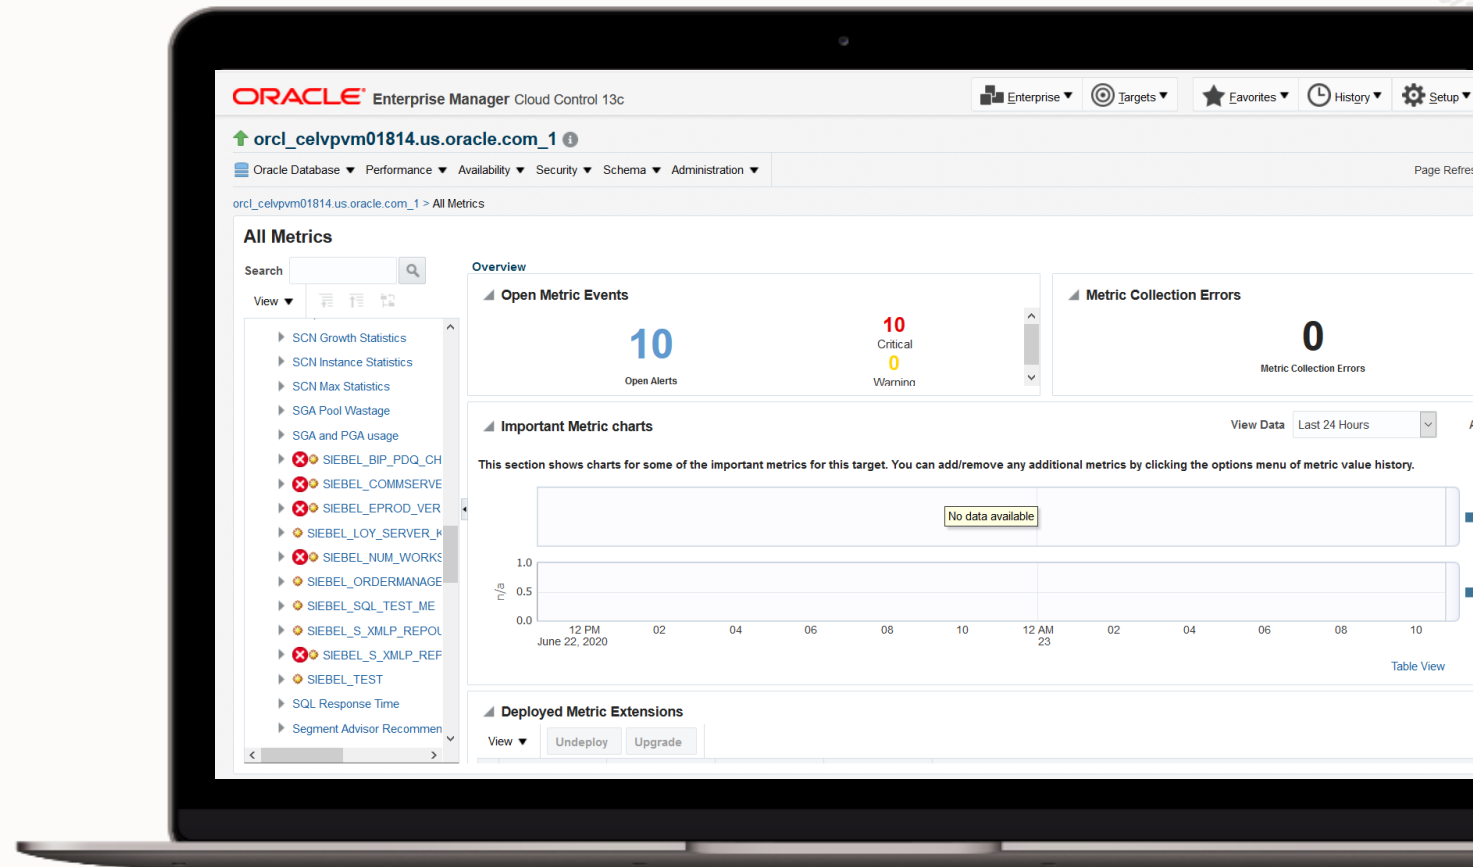 ORACLE Enterprise Manager Cloud Control 13c
Enterprise Targets Favorites History Setup
orcl_celvpvm01814.us.oracle.com_1
Oracle Database Performance Availability Security Schema Administration
Page
orcl_celvpvm01814.us.oracle.com_1 > All Metrics
All Metrics
Search
View
SCN Growth Statistics
SCN Instance Statistics
SCN Max Statistics
SGA Pool Wastage
SGA and PGA usage
SIEBEL_BIP_PDQ_CH
SIEBEL_COMMSERVE
SIEBEL_EPROD_VER
SIEBEL_LOY_SERVER_K
SIEBEL_NUM_WORKS
SIEBEL_ORDERMANAGE
SIEBEL_SQL_TEST_ME
SIEBEL_S_XMLP_REPOU
SIEBEL_S_XMLP_REP
SIEBEL_TEST
SQL Response Time
Segment Advisor Recommen
Overview
Open Metric Events
10
Open Alerts
10
Critical
0
Warning
Metric Collection Errors
0
Metric Collection Errors
Important Metric charts
View Data Last 24 Hours
This section shows charts for some of the important metrics for this target. You can add/remove any additional metrics by clicking the options menu of metric value history.
No data available
1.0
0.5
0.0
n/a
12 PM 02 04 06 08 10 12 AM 02 04 06 08 10
June 22, 2020 23
Table View
Deployed Metric Extensions
View Undeploy Upgrade